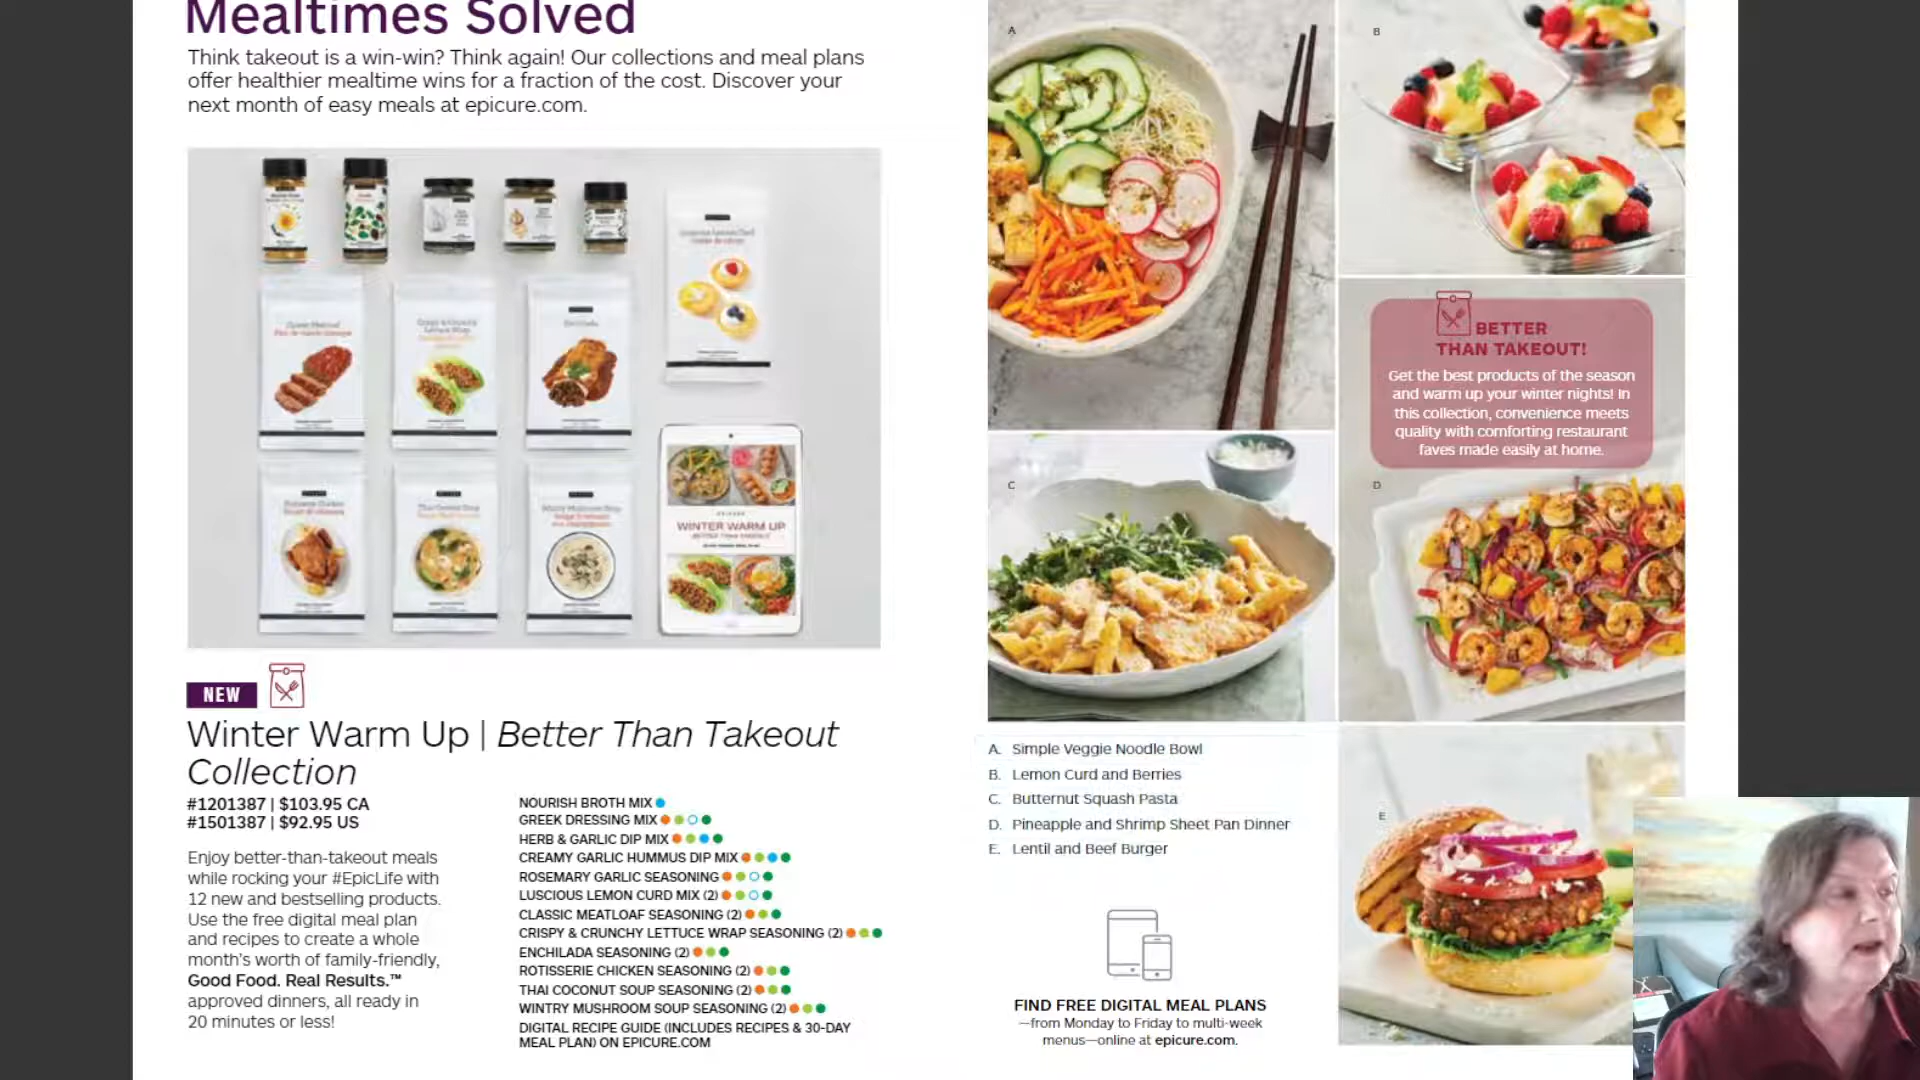 Mealtimes Solved
Think takeout is a win-win? Think again! Our collections and meal plans
offer healthier mealtime wins for a fraction of the cost. Discover your
next month of easy meals at epicure.com.
WINTER WARM UP
NEW
Winter Warm Up | Better Than Takeout
Collection
#1201387 | $103.95 CA
#1501387 | $92.95 US
Enjoy better-than-takeout meals
while rocking your #EpicLife with
12 new and bestselling products.
Use the free digital meal plan
and recipes to create a whole
month's worth of family-friendly,
Good Food. Real Results.™
approved dinners, all ready in
20 minutes or less!
NOURISH BROTH MIX
GREEK DRESSING MIX
HERB & GARLIC DIP MIX
CREAMY GARLIC HUMMUS DIP MIX
ROSEMARY GARLIC SEASONING
LUSCIOUS LEMON CURD MIX (2)
CLASSIC MEATLOAF SEASONING (2)
CRISPY & CRUNCHY LETTUCE WRAP SEASONING (2)
ENCHILADA SEASONING (2)
ROTISSERIE CHICKEN SEASONING (2)
THAI COCONUT SOUP SEASONING (2)
WINTRY MUSHROOM SOUP SEASONING (2)
DIGITAL RECIPE GUIDE (INCLUDES RECIPES & 30-DAY
MEAL PLAN) ON EPICURE.COM
A
B
BETTER
THAN TAKEOUT!
Get the best products of the season
and warm up your winter nights! In
this collection, convenience meets
quality with comforting restaurant
faves made easily at home.
C
D
A. Simple Veggie Noodle Bowl
B. Lemon Curd and Berries
C. Butternut Squash Pasta
D. Pineapple and Shrimp Sheet Pan Dinner
E. Lentil and Beef Burger
E
FIND FREE DIGITAL MEAL PLANS
—from Monday to Friday to multi-week
menus—online at epicure.com.